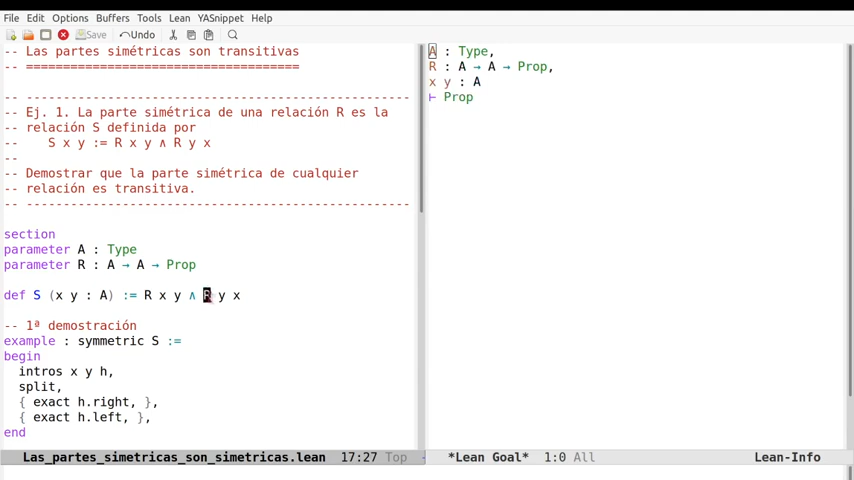 File Edit Options Buffers Tools Lean YASnippet Help
Save Undo
-- Las partes simétricas son transitivas
-- ====================================
-- ---------------------------------------------------
-- Ej. 1. La parte simétrica de una relación R es la
-- relación S definida por
--    S x y := R x y ∧ R y x
--
-- Demostrar que la parte simétrica de cualquier
-- relación es transitiva.
-- ---------------------------------------------------
section
parameter A : Type
parameter R : A → A → Prop
def S (x y : A) := R x y ∧ R y x
-- 1ª demostración
example : symmetric S :=
begin
  intros x y h,
  split,
  { exact h.right, },
  { exact h.left, },
end
Las_partes_simetricas_son_simetricas.lean 17:27 Top
A : Type,
R : A → A → Prop,
x y : A
⊢ Prop
*Lean Goal* 1:0 All Lean-Info